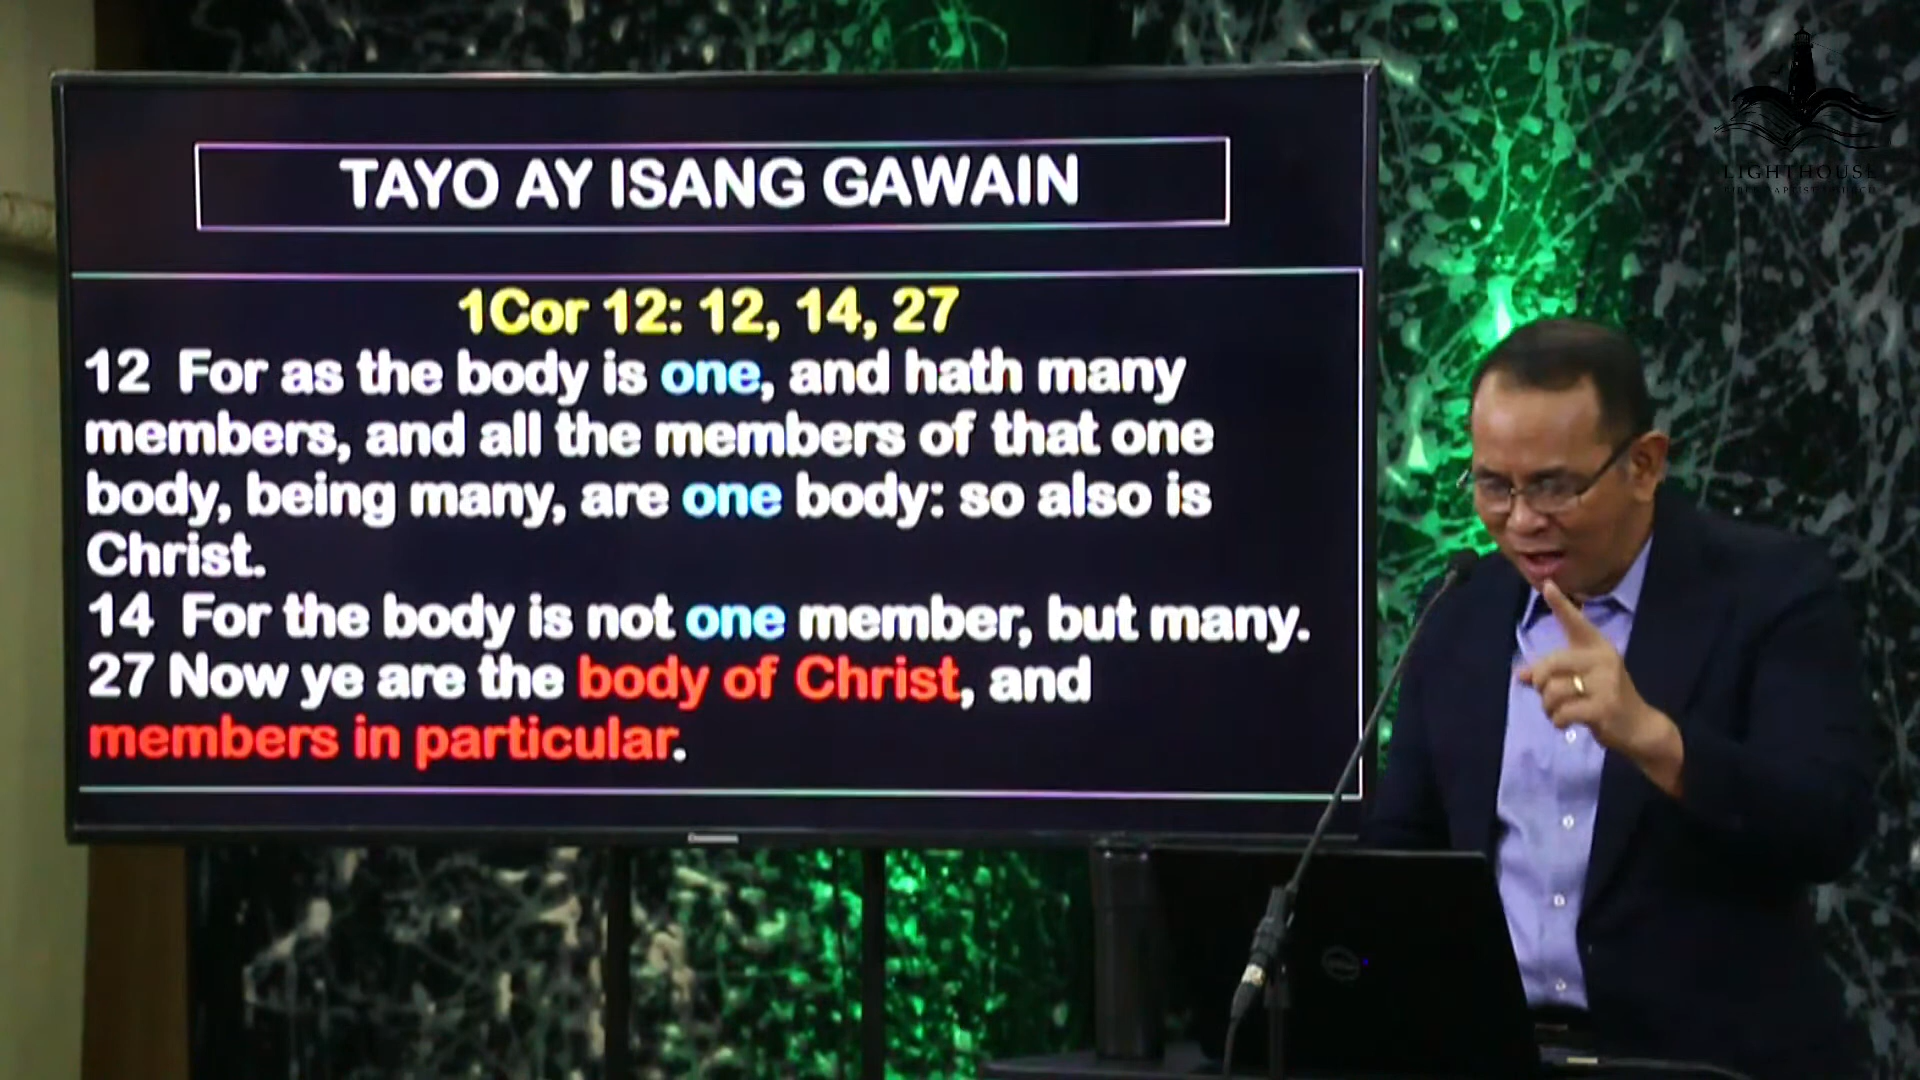 TAYO AY ISANG GAWAIN
1Cor 12: 12, 14, 27
12 For as the body is one, and hath many
members, and all the members of that one
body, being many, are one body: so also is
Christ.
14 For the body is not one member, but many.
27 Now ye are the body of Christ, and
members in particular.
LIGHTHOUSE